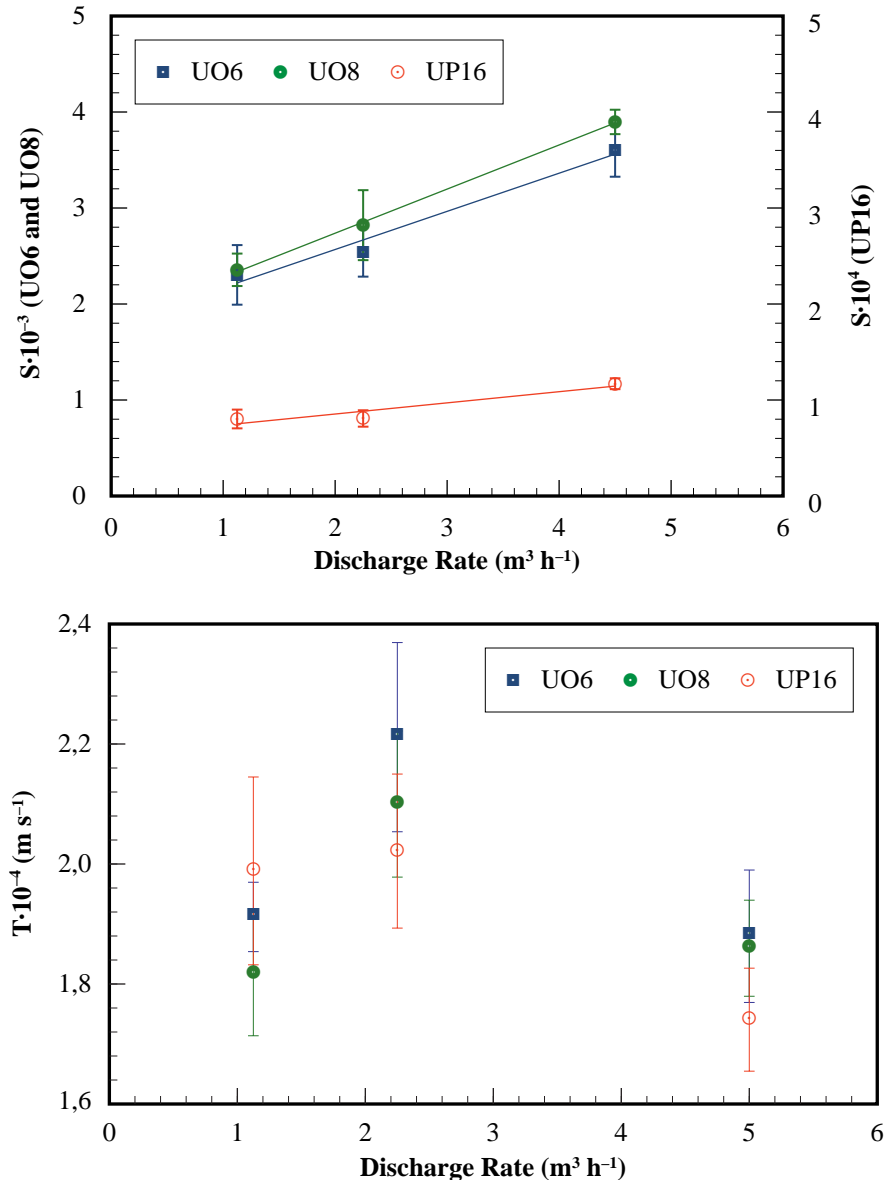 5
4
3
2
1
0
S·10⁻³ (UO6 and UO8)
UO6 UO8 UP16
5
4
3
2
1
0
S·10⁴ (UP16)
0 1 2 3 4 5 6
Discharge Rate (m³ h⁻¹)
2,4
2,2
2,0
1,8
1,6
T·10⁻⁴ (m s⁻¹)
UO6 UO8 UP16
0 1 2 3 4 5 6
Discharge Rate (m³ h⁻¹)